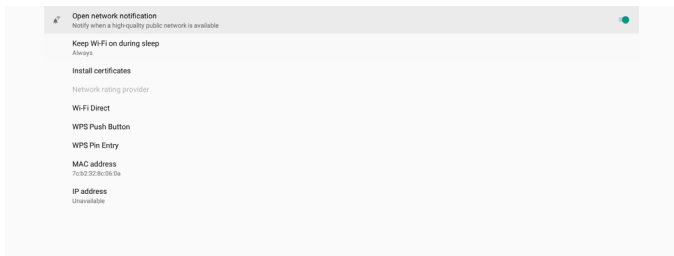 Open network notification
Notify when a high-quality public network is available
Keep Wi-Fi on during sleep
Always
Install certificates
Network rating provider
Wi-Fi Direct
WPS Push Button
WPS Pin Entry
MAC address
7c:b2:32:8c:06:0a
IP address
Unavailable